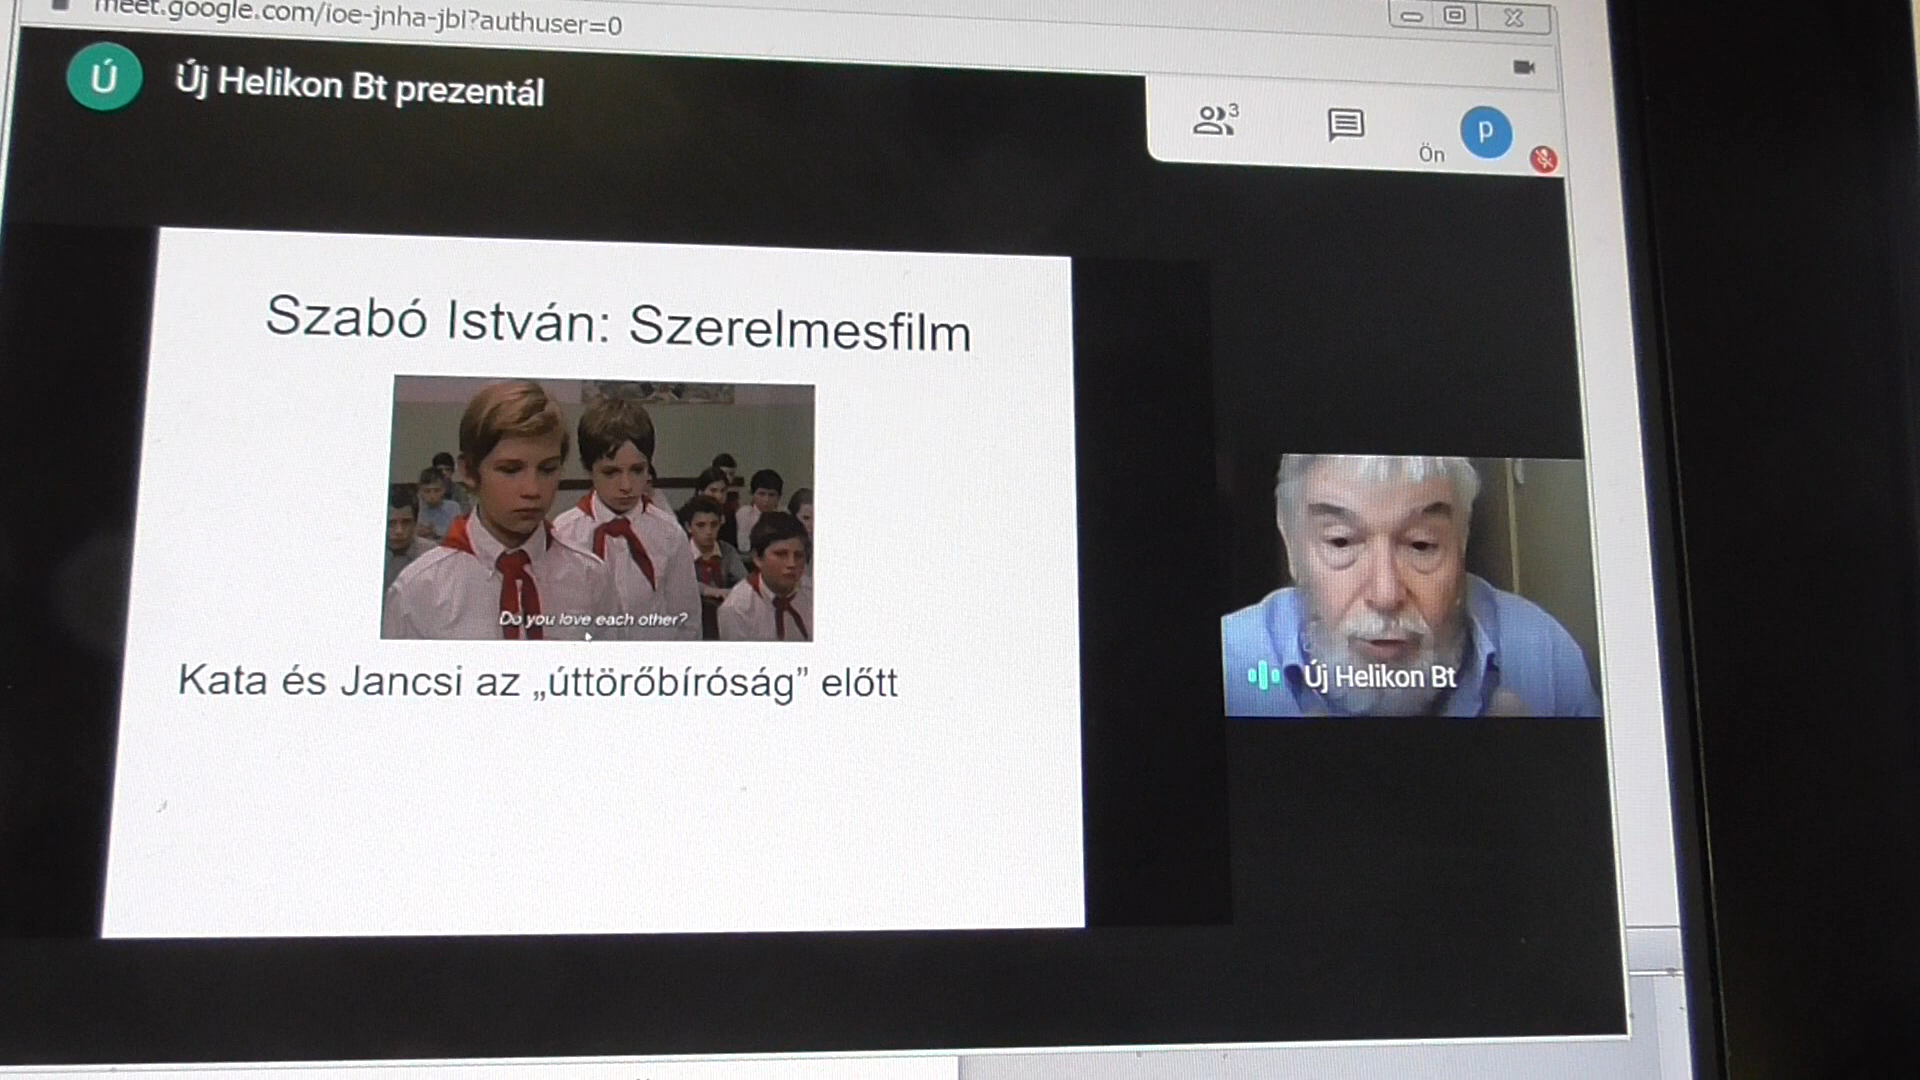 meet.google.com/ioe-jnha-jbi?authuser=0
Ú
Új Helikon Bt prezentál
3
Ön
p
Szabó István: Szerelmesfilm
Do you love each other?
Kata és Jancsi az „úttörőbíróság” előtt
Új Helikon Bt